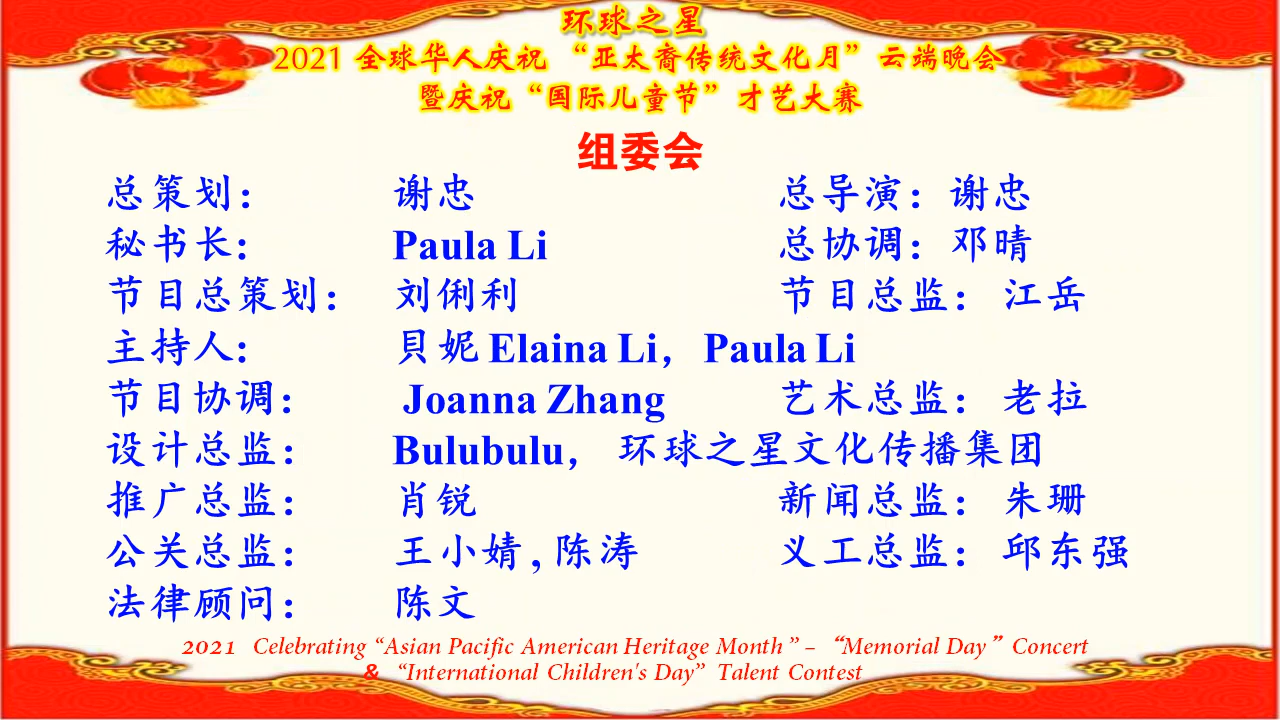 环球之星
2021 全球华人庆祝 “亚太裔传统文化月” 云端晚会
暨庆祝 “国际儿童节” 才艺大赛
组委会
总策划： 谢忠 总导演：谢忠
秘书长: Paula Li 总协调：邓晴
节目总策划： 刘俐利 节目总监： 江岳
主持人: 貝妮 Elaina Li，Paula Li
节目协调： Joanna Zhang 艺术总监： 老拉
设计总监： Bulubulu， 环球之星文化传播集团
推广总监： 肖锐 新闻总监： 朱珊
公关总监： 王小婧 , 陈涛 义工总监： 邱东强
法律顾问： 陈文
2021 Celebrating “Asian Pacific American Heritage Month ” – “Memorial Day” Concert
& “International Children's Day” Talent Contest